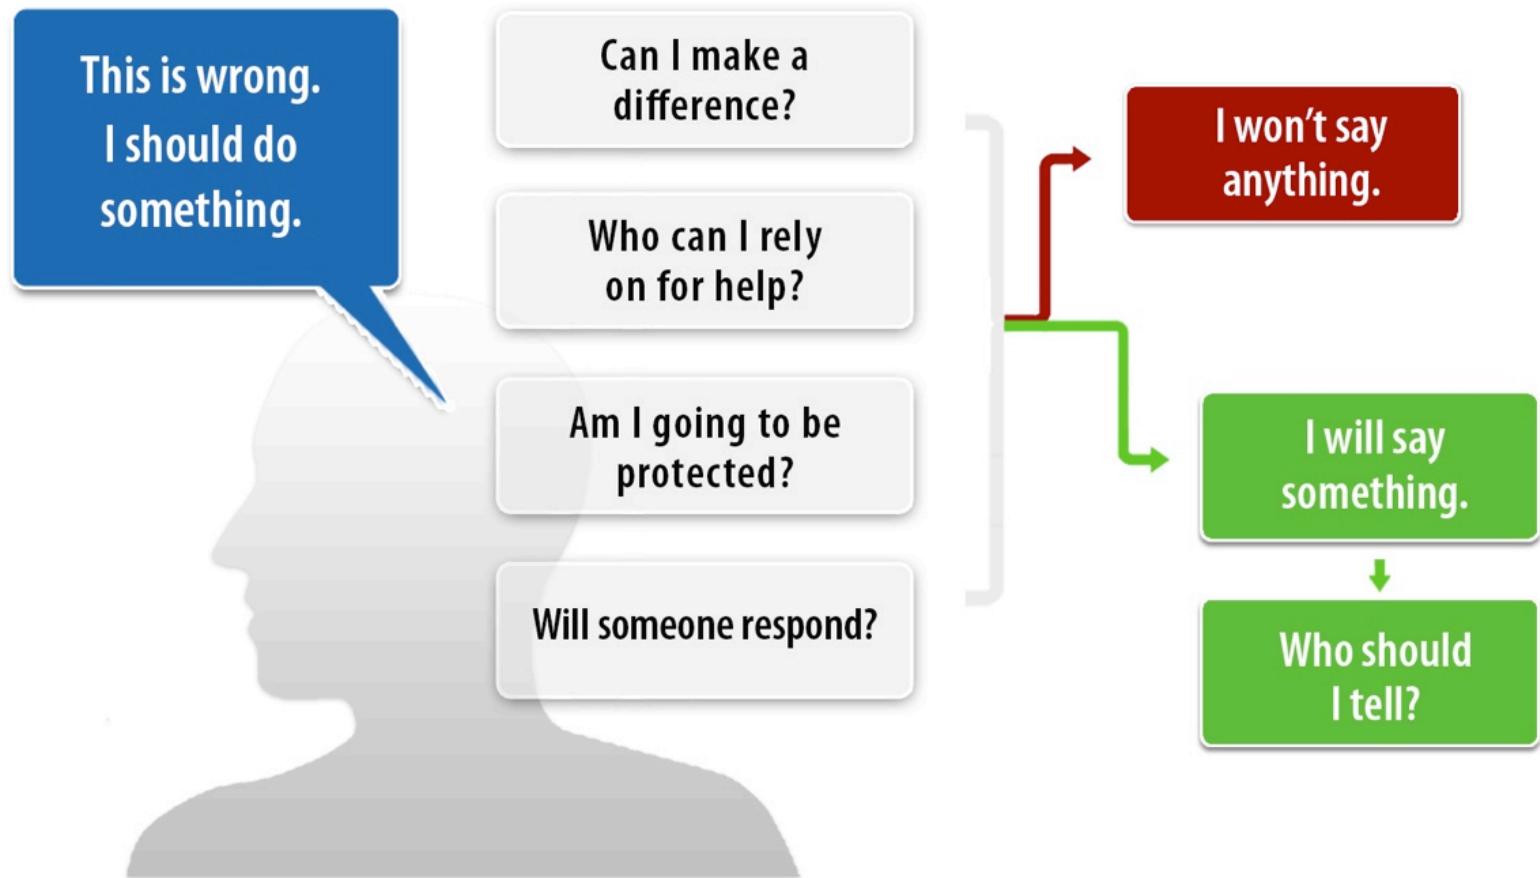 This is wrong.
I should do
something.
Can I make a
difference?
Who can I rely
on for help?
Am I going to be
protected?
Will someone respond?
I won’t say
anything.
I will say
something.
Who should
I tell?